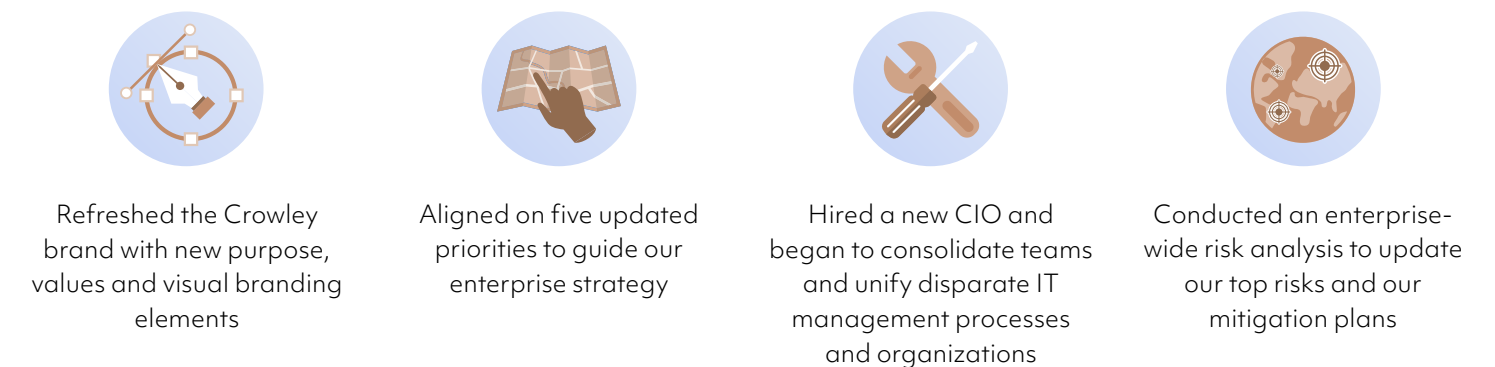 Refreshed the Crowley
brand with new purpose,
values and visual branding
elements
Aligned on five updated
priorities to guide our
enterprise strategy
Hired a new CIO and
began to consolidate teams
and unify disparate IT
management processes
and organizations
Conducted an enterprise-
wide risk analysis to update
our top risks and our
mitigation plans